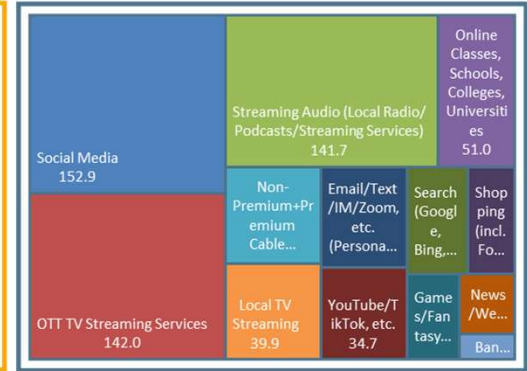 Social Media
152.9
OTT TV Streaming Services
142.0
Streaming Audio (Local Radio/
Podcasts/Streaming Services)
141.7
Online
Classes,
Schools,
Colleges,
Universiti
es
51.0
Non-
Premium+Pr
emium
Cable...
Email/Text
/IM/Zoom,
etc.
(Persona...
Search
(Googl
e,
Bing,...
Shop
ping
(incl.
Fo...
Local TV
Streaming
39.9
YouTube/T
ikTok, etc.
34.7
Game
s/Fan
tasy...
News
/We...
Ban...